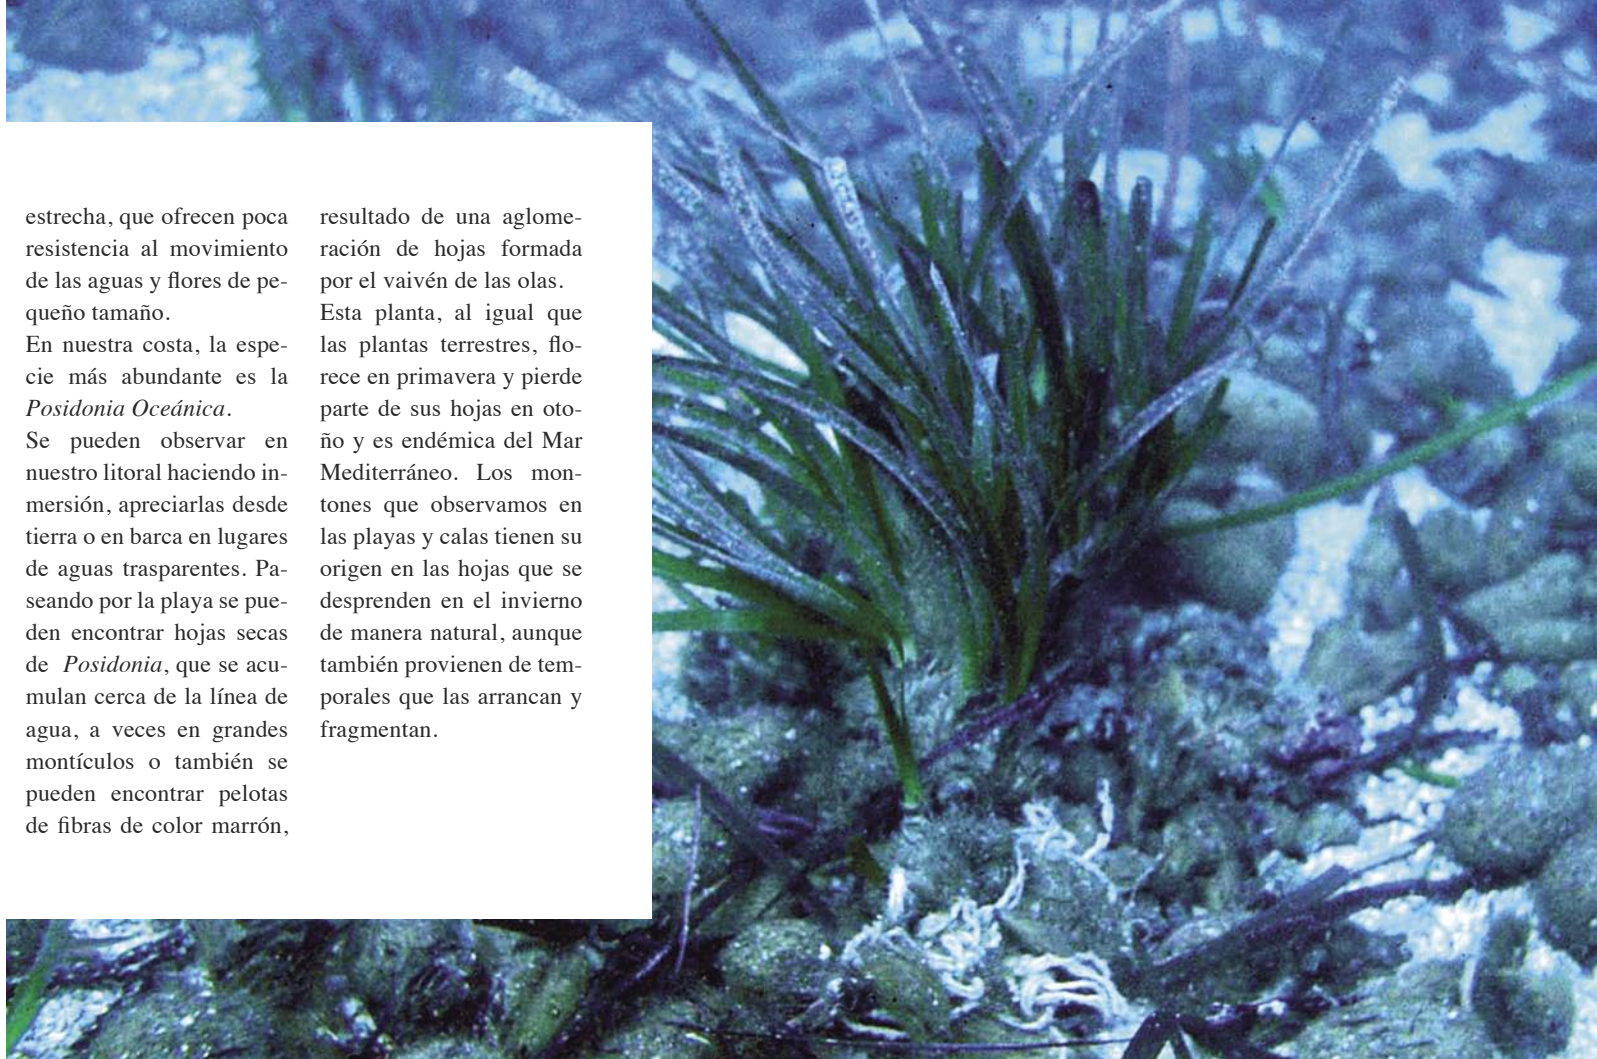 estrecha, que ofrecen poca
resistencia al movimiento
de las aguas y flores de pe-
queño tamaño.
En nuestra costa, la espe-
cie más abundante es la
Posidonia Oceánica.
Se pueden observar en
nuestro litoral haciendo in-
mersión, apreciarlas desde
tierra o en barca en lugares
de aguas trasparentes. Pa-
seando por la playa se pue-
den encontrar hojas secas
de Posidonia, que se acu-
mulan cerca de la línea de
agua, a veces en grandes
montículos o también se
pueden encontrar pelotas
de fibras de color marrón,
resultado de una aglome-
ración de hojas formada
por el vaivén de las olas.
Esta planta, al igual que
las plantas terrestres, flo-
rece en primavera y pierde
parte de sus hojas en oto-
ño y es endémica del Mar
Mediterráneo. Los mon-
tones que observamos en
las playas y calas tienen su
origen en las hojas que se
desprenden en el invierno
de manera natural, aunque
también provienen de tem-
porales que las arrancan y
fragmentan.